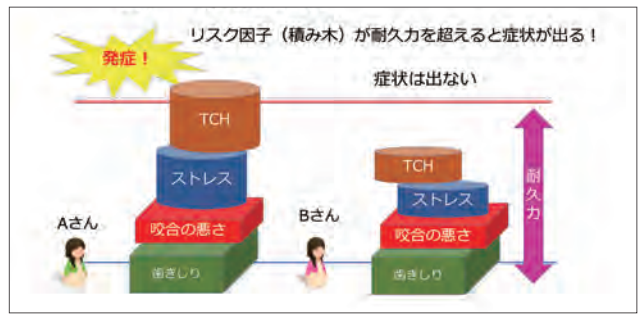 リスク因子（積み木）が耐久力を超えると症状が出る！
発症！
症状は出ない
TCH
TCH
ストレス
ストレス
耐久力
Aさん
Bさん
咬合の悪さ
咬合の悪さ
歯ぎしり
歯ぎしり